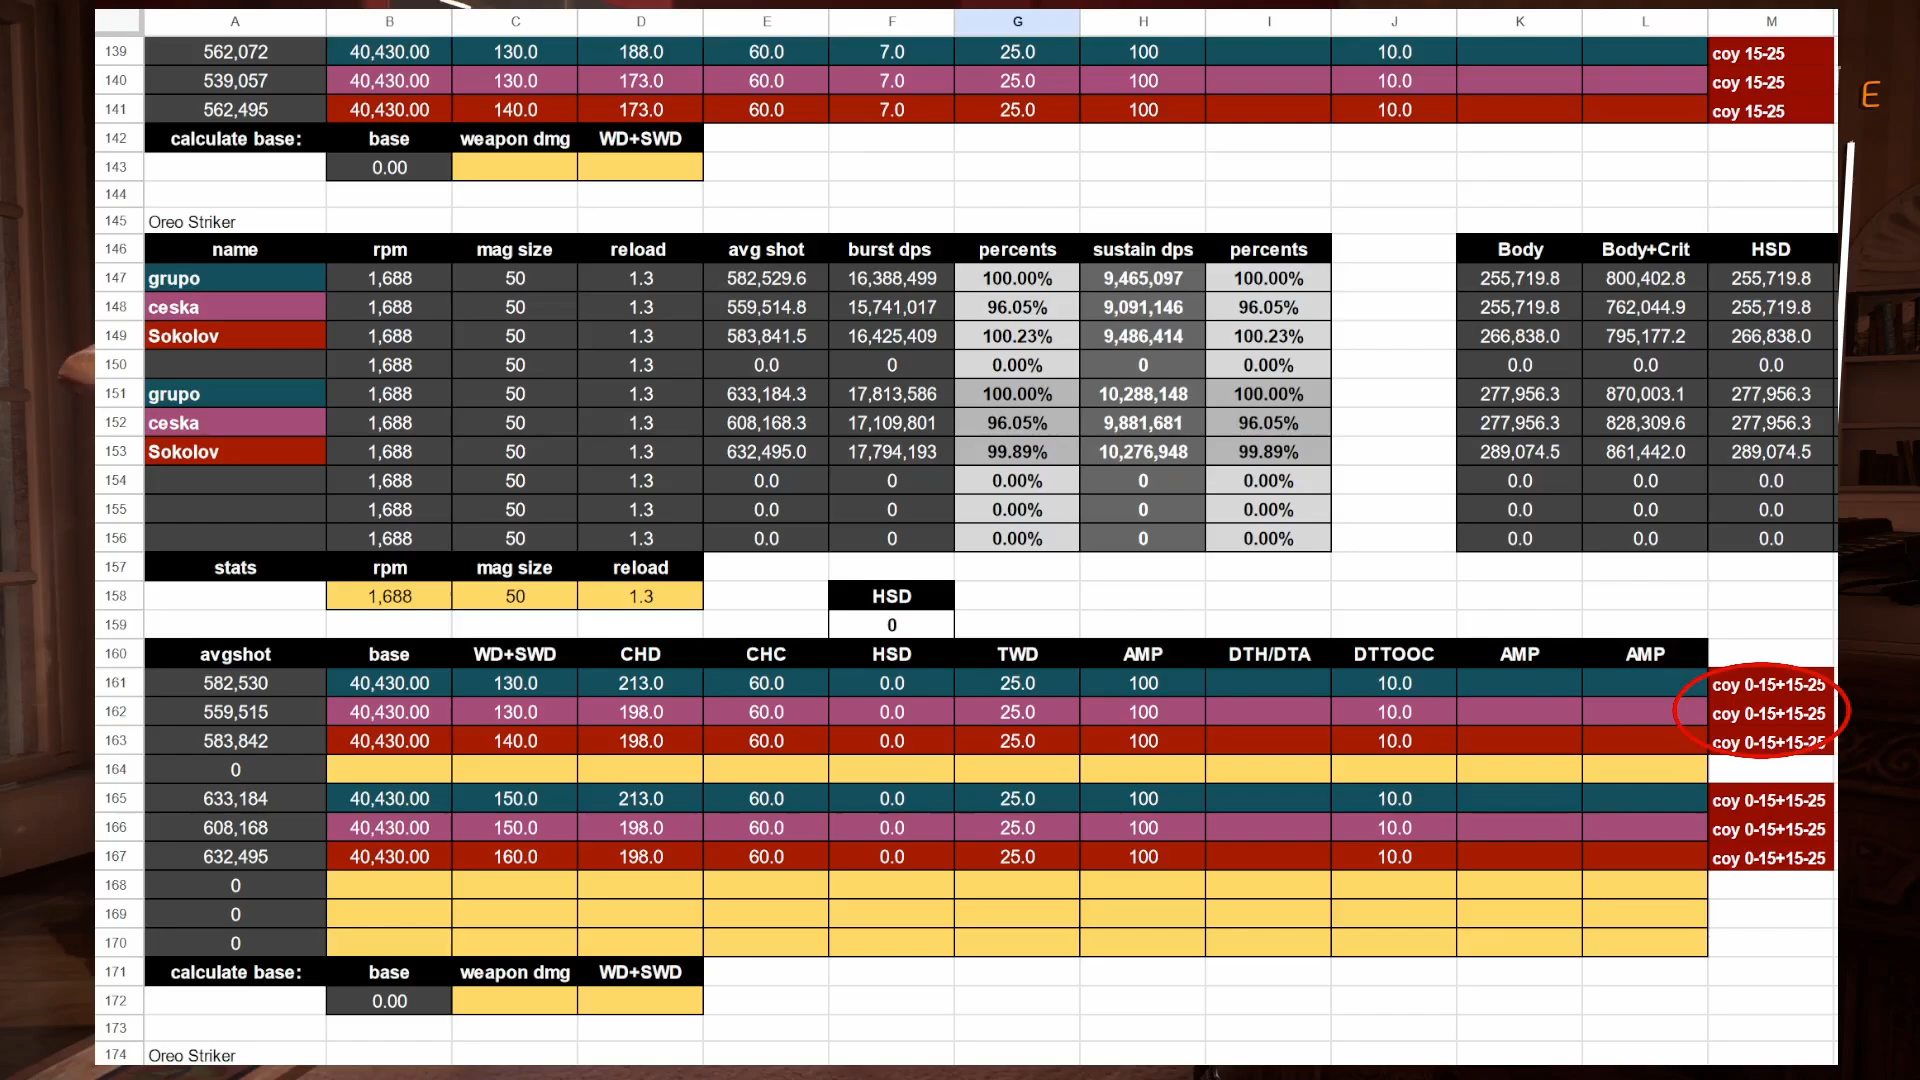 A B C D E F G H I J K L M
139 562,072 40,430.00 130.0 188.0 60.0 7.0 25.0 100 10.0 coy 15-25
140 539,057 40,430.00 130.0 173.0 60.0 7.0 25.0 100 10.0 coy 15-25
141 562,495 40,430.00 140.0 173.0 60.0 7.0 25.0 100 10.0 coy 15-25
142 calculate base: base weapon dmg WD+SWD
143 0.00
144
145 Oreo Striker
146 name rpm mag size reload avg shot burst dps percents sustain dps percents Body Body+Crit HSD
147 grupo 1,688 50 1.3 582,529.6 16,388,499 100.00% 9,465,097 100.00% 255,719.8 800,402.8 255,719.8
148 ceska 1,688 50 1.3 559,514.8 15,741,017 96.05% 9,091,146 96.05% 255,719.8 762,044.9 255,719.8
149 Sokolov 1,688 50 1.3 583,841.5 16,425,409 100.23% 9,486,414 100.23% 266,838.0 795,177.2 266,838.0
150 1,688 50 1.3 0.0 0 0.00% 0 0.00% 0.0 0.0 0.0
151 grupo 1,688 50 1.3 633,184.3 17,813,586 100.00% 10,288,148 100.00% 277,956.3 870,003.1 277,956.3
152 ceska 1,688 50 1.3 608,168.3 17,109,801 96.05% 9,881,681 96.05% 277,956.3 828,309.6 277,956.3
153 Sokolov 1,688 50 1.3 632,495.0 17,794,193 99.89% 10,276,948 99.89% 289,074.5 861,442.0 289,074.5
154 1,688 50 1.3 0.0 0 0.00% 0 0.00% 0.0 0.0 0.0
155 1,688 50 1.3 0.0 0 0.00% 0 0.00% 0.0 0.0 0.0
156 1,688 50 1.3 0.0 0 0.00% 0 0.00% 0.0 0.0 0.0
157 stats rpm mag size reload
158 1,688 50 1.3 HSD
159 0
160 avgshot base WD+SWD CHD CHC HSD TWD AMP DTH/DTA DTTOOC AMP AMP
161 582,530 40,430.00 130.0 213.0 60.0 0.0 25.0 100 10.0 coy 0-15+15-25
162 559,515 40,430.00 130.0 198.0 60.0 0.0 25.0 100 10.0 coy 0-15+15-25
163 583,842 40,430.00 140.0 198.0 60.0 0.0 25.0 100 10.0 coy 0-15+15-25
164 0
165 633,184 40,430.00 150.0 213.0 60.0 0.0 25.0 100 10.0 coy 0-15+15-25
166 608,168 40,430.00 150.0 198.0 60.0 0.0 25.0 100 10.0 coy 0-15+15-25
167 632,495 40,430.00 160.0 198.0 60.0 0.0 25.0 100 10.0 coy 0-15+15-25
168 0
169 0
170 0
171 calculate base: base weapon dmg WD+SWD
172 0.00
173
174 Oreo Striker
E